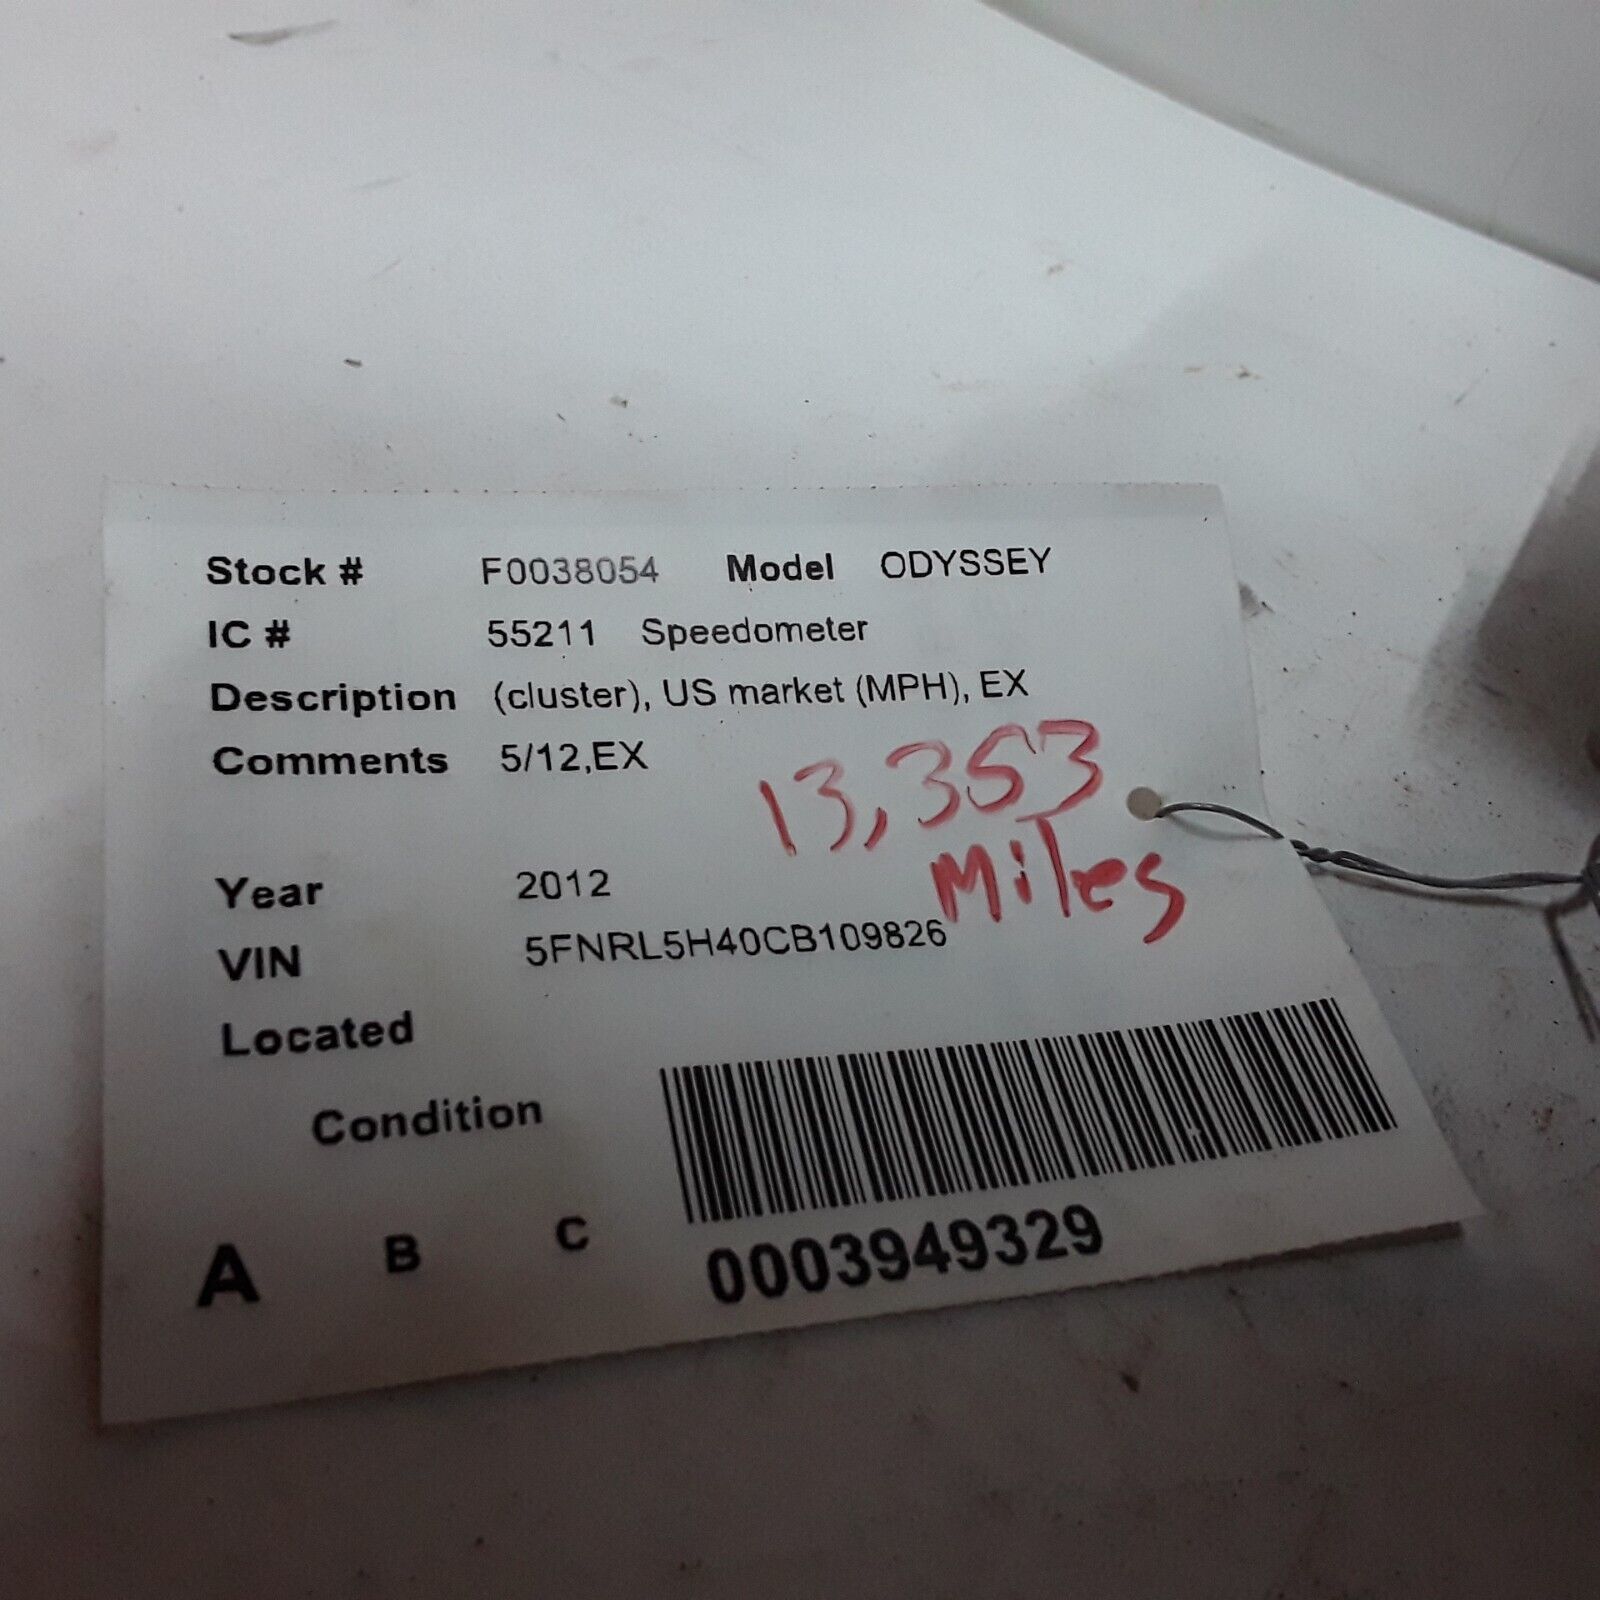 Stock # F0038054 Model ODYSSEY
IC # 55211 Speedometer
Description (cluster), US market (MPH), EX
Comments 5/12,EX
13,353
Miles
Year 2012
VIN 5FNRL5H40CB109826
Located
Condition
A B C
0003949329